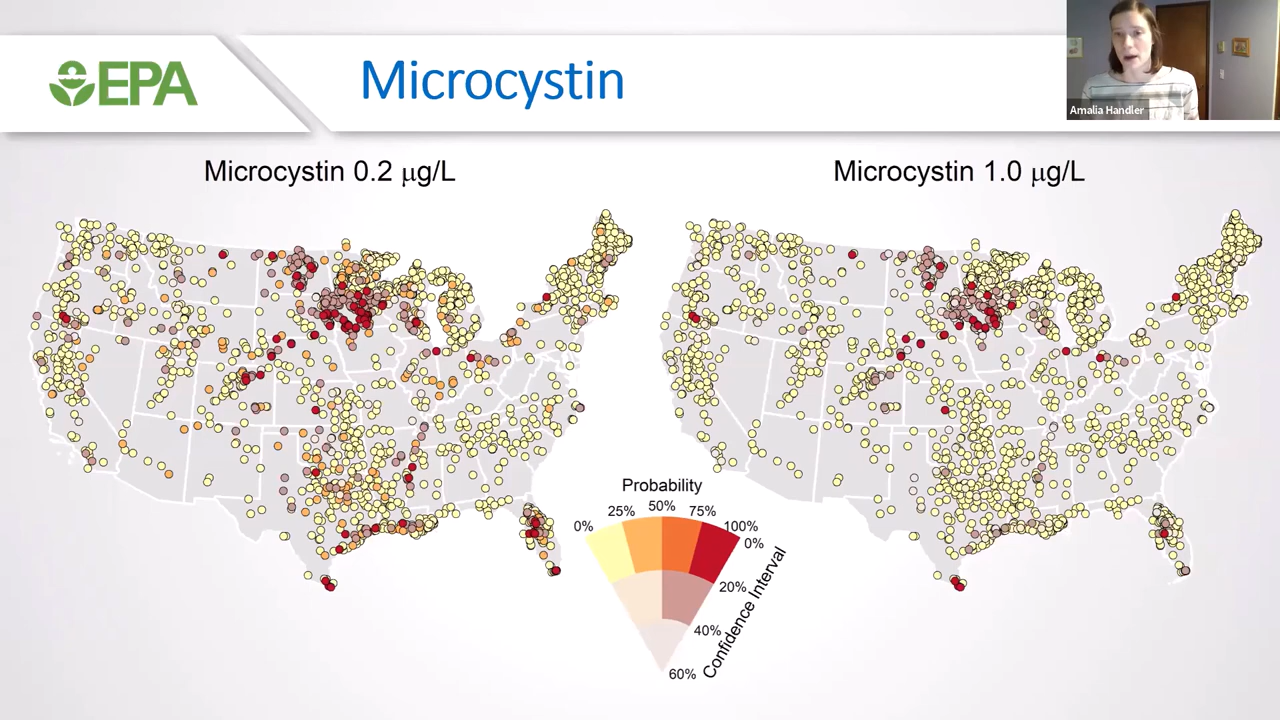 EPA
Microcystin
Amalia Handler
Microcystin 0.2 μg/L
Microcystin 1.0 μg/L
Probability
0%
25%
50%
75%
100%
0%
20%
40%
60%
Confidence Interval